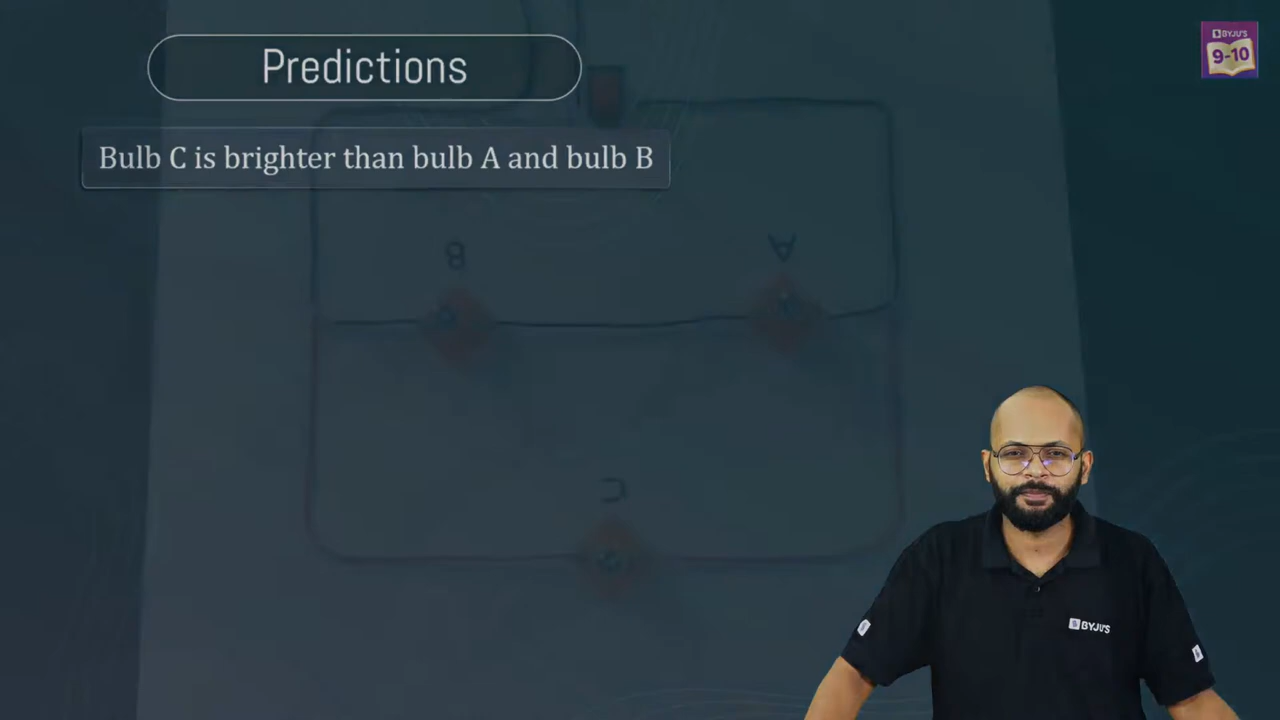 Predictions
BYJU'S
9-10
Bulb C is brighter than bulb A and bulb B
B
A
C
BYJU'S